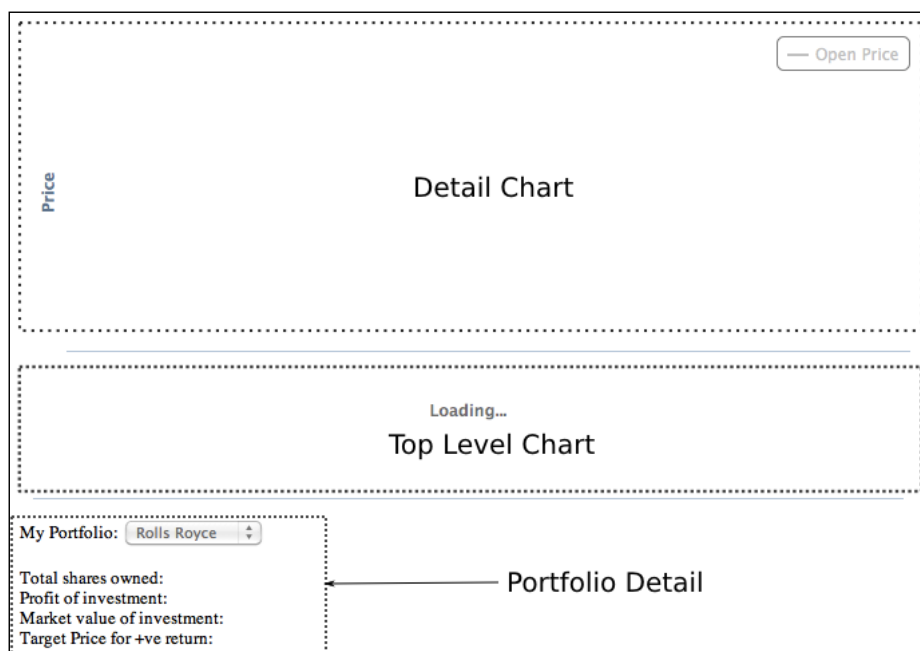 — Open Price
Price
Detail Chart
Loading...
Top Level Chart
My Portfolio: Rolls Royce
Total shares owned:
Profit of investment:
Market value of investment:
Target Price for +ve return:
Portfolio Detail